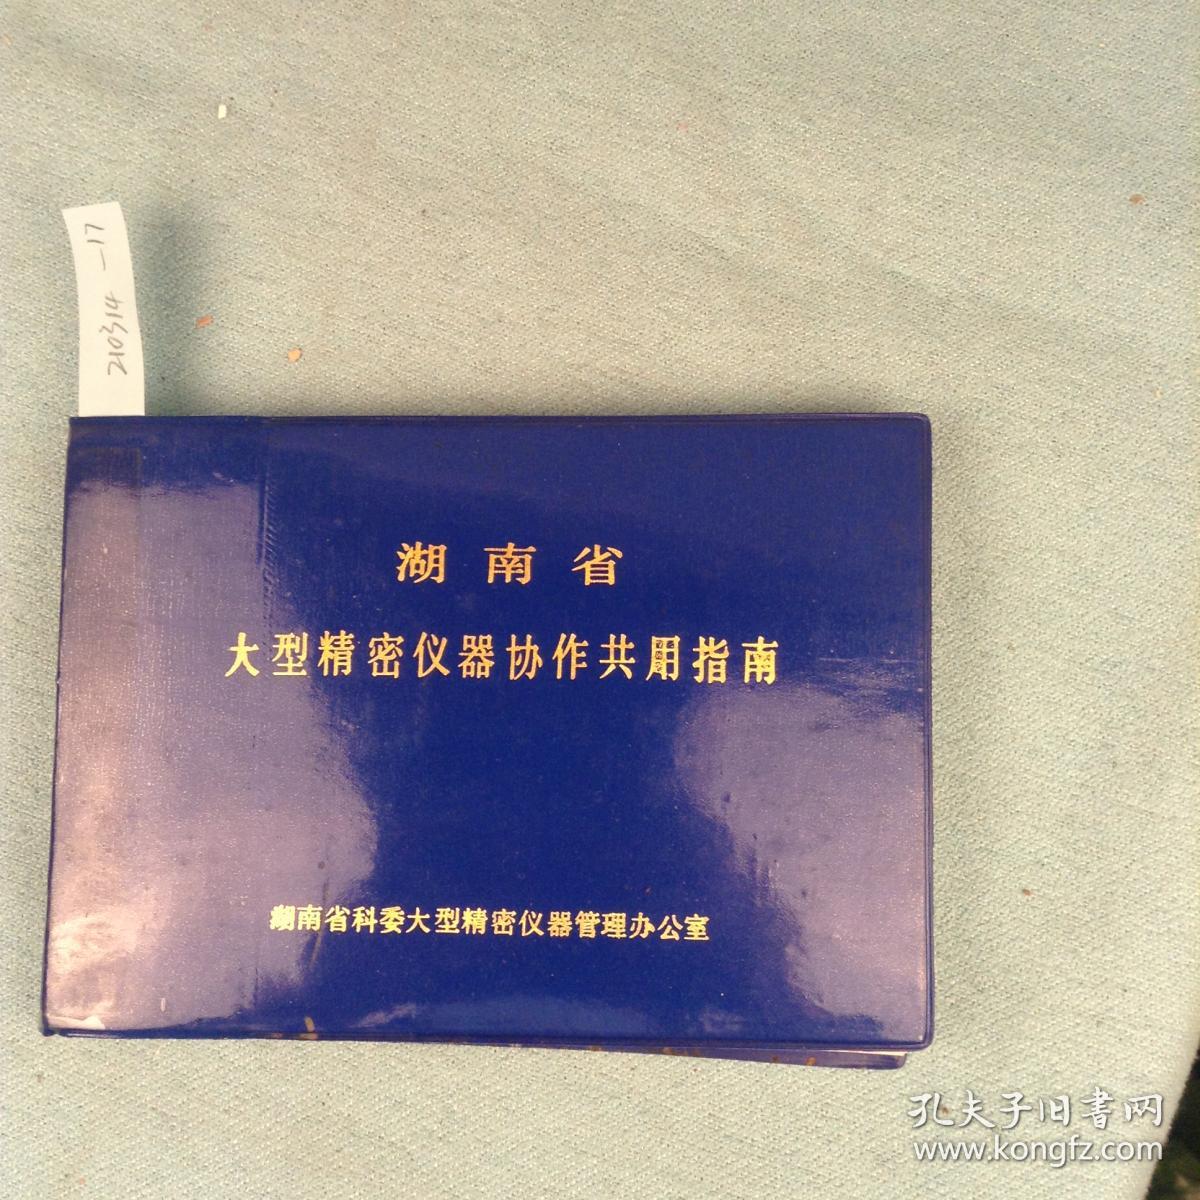 210314-17
湖南省
大型精密仪器协作共用指南
湖南省科委大型精密仪器管理办公室
孔夫子旧書网
www.kongfz.com